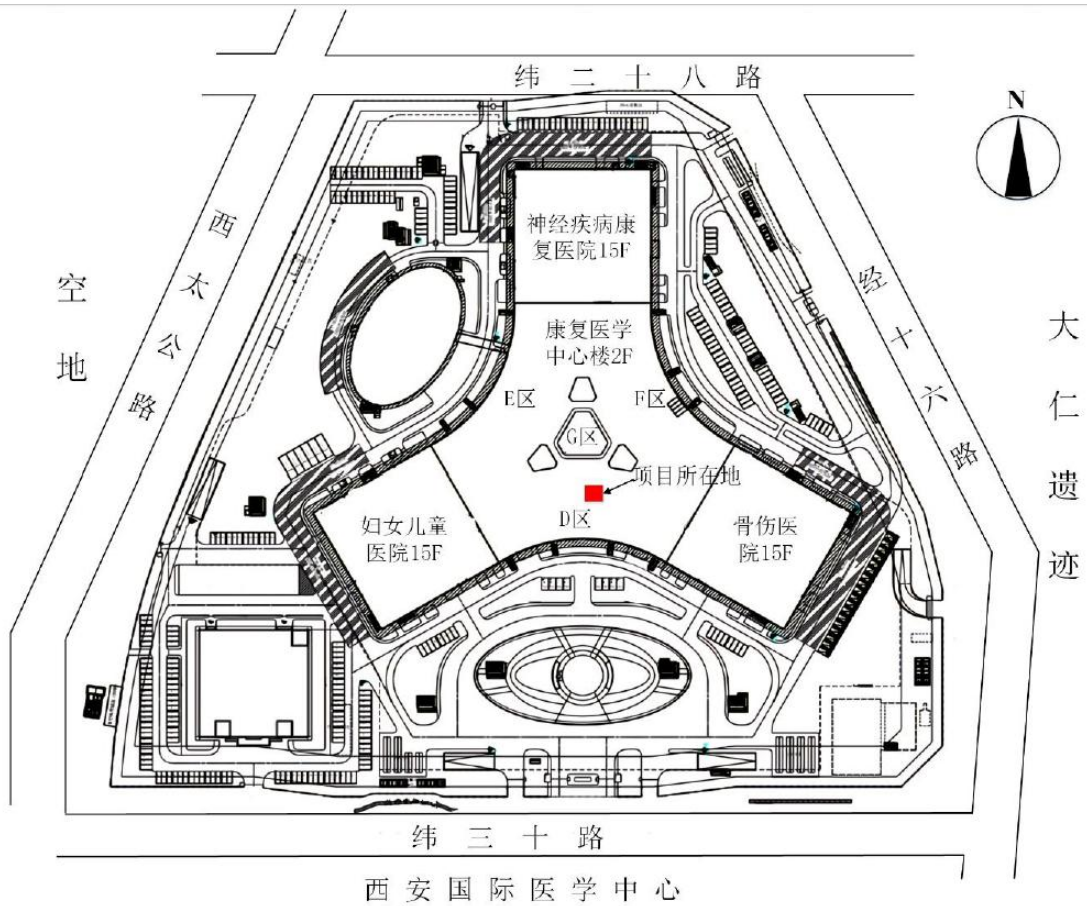 纬二十八路
N
西太公路
空地
神经疾病康
复医院15F
经十六路
大仁遗迹
康复医学
中心楼2F
E区
F区
G区
项目所在地
D区
妇女儿童
医院15F
骨伤医
院15F
纬三十路
西安国际医学中心